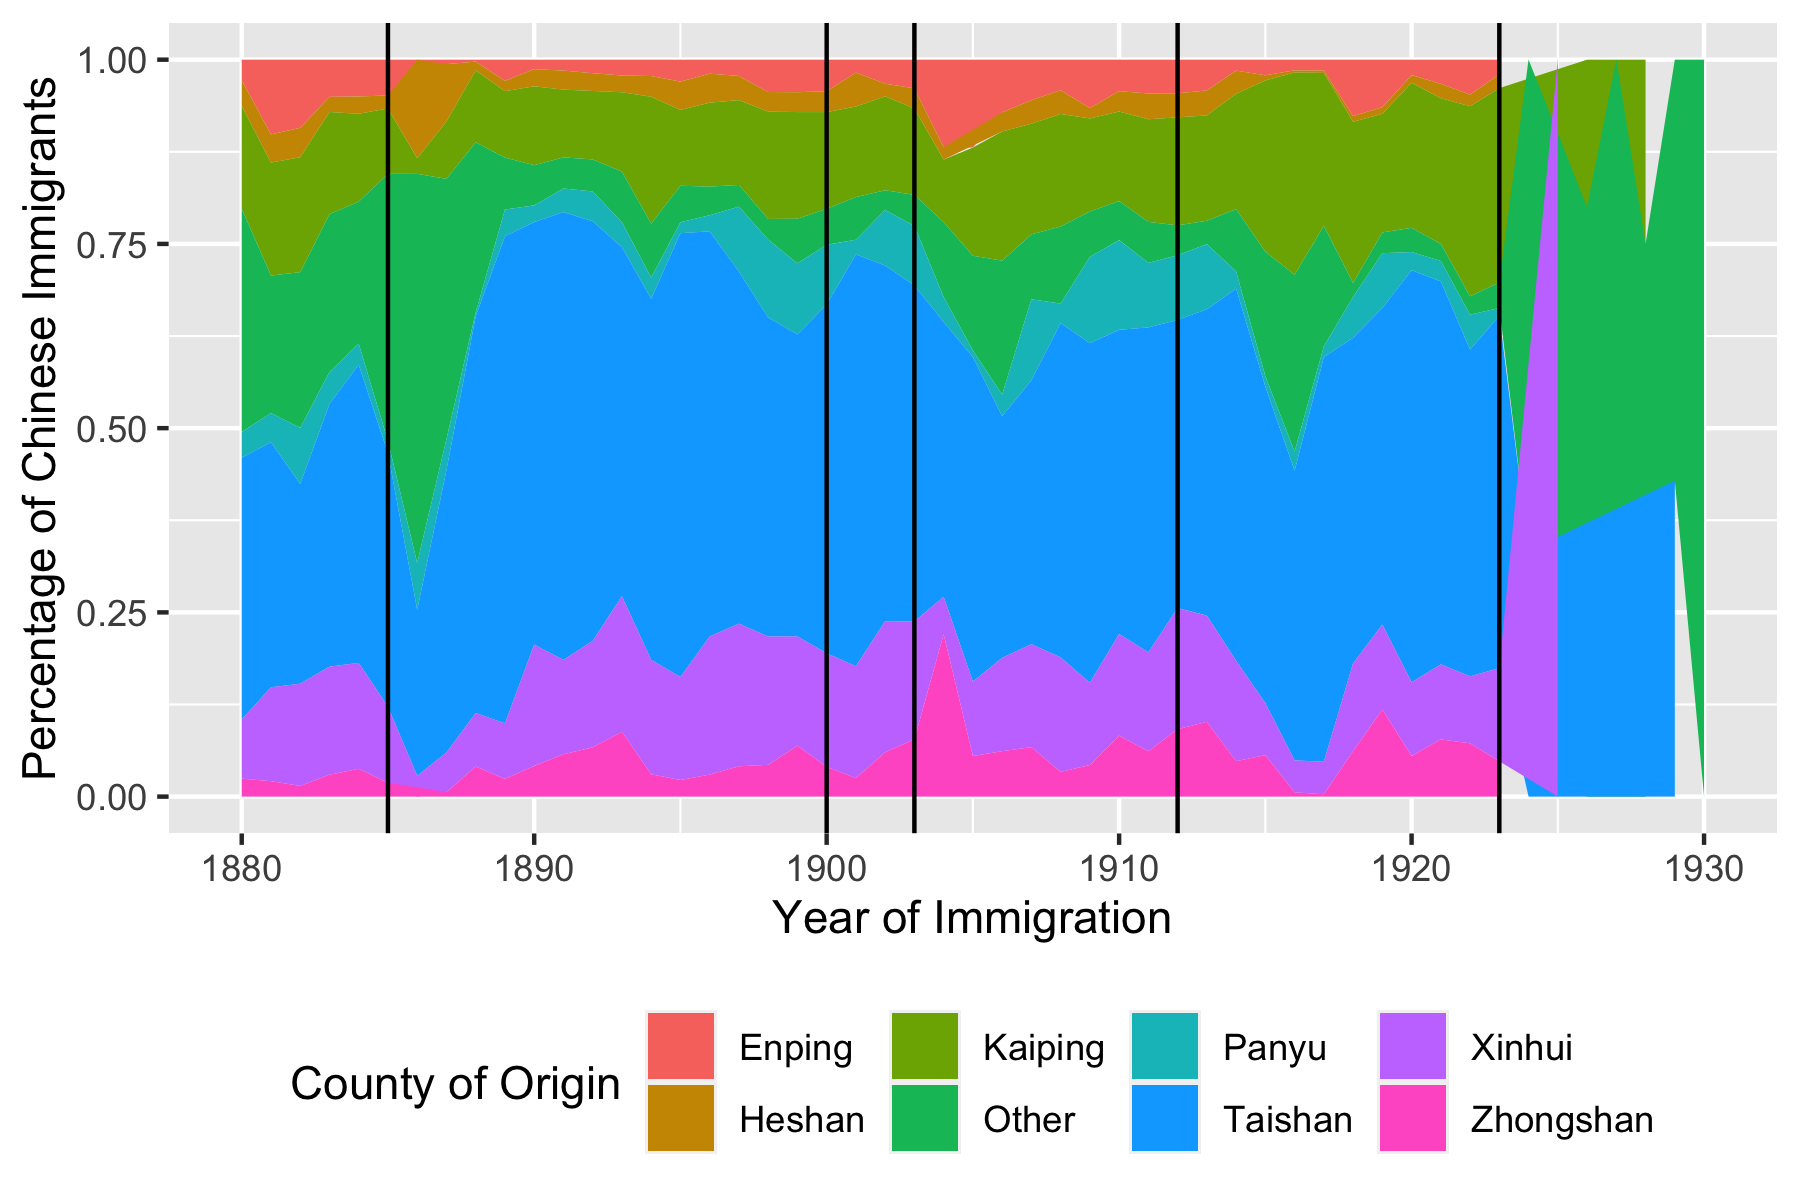 Percentage of Chinese Immigrants
1.00
0.75
0.50
0.25
0.00
1880 1890 1900 1910 1920 1930
Year of Immigration
County of Origin
Enping Kaiping Panyu Xinhui
Heshan Other Taishan Zhongshan